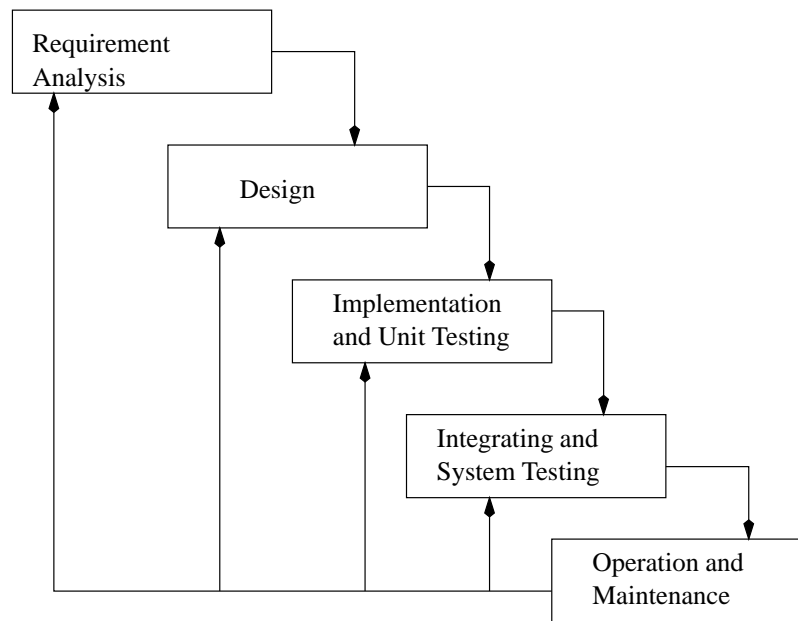 Requirement
Analysis
Design
Implementation
and Unit Testing
Integrating and
System Testing
Operation and
Maintenance